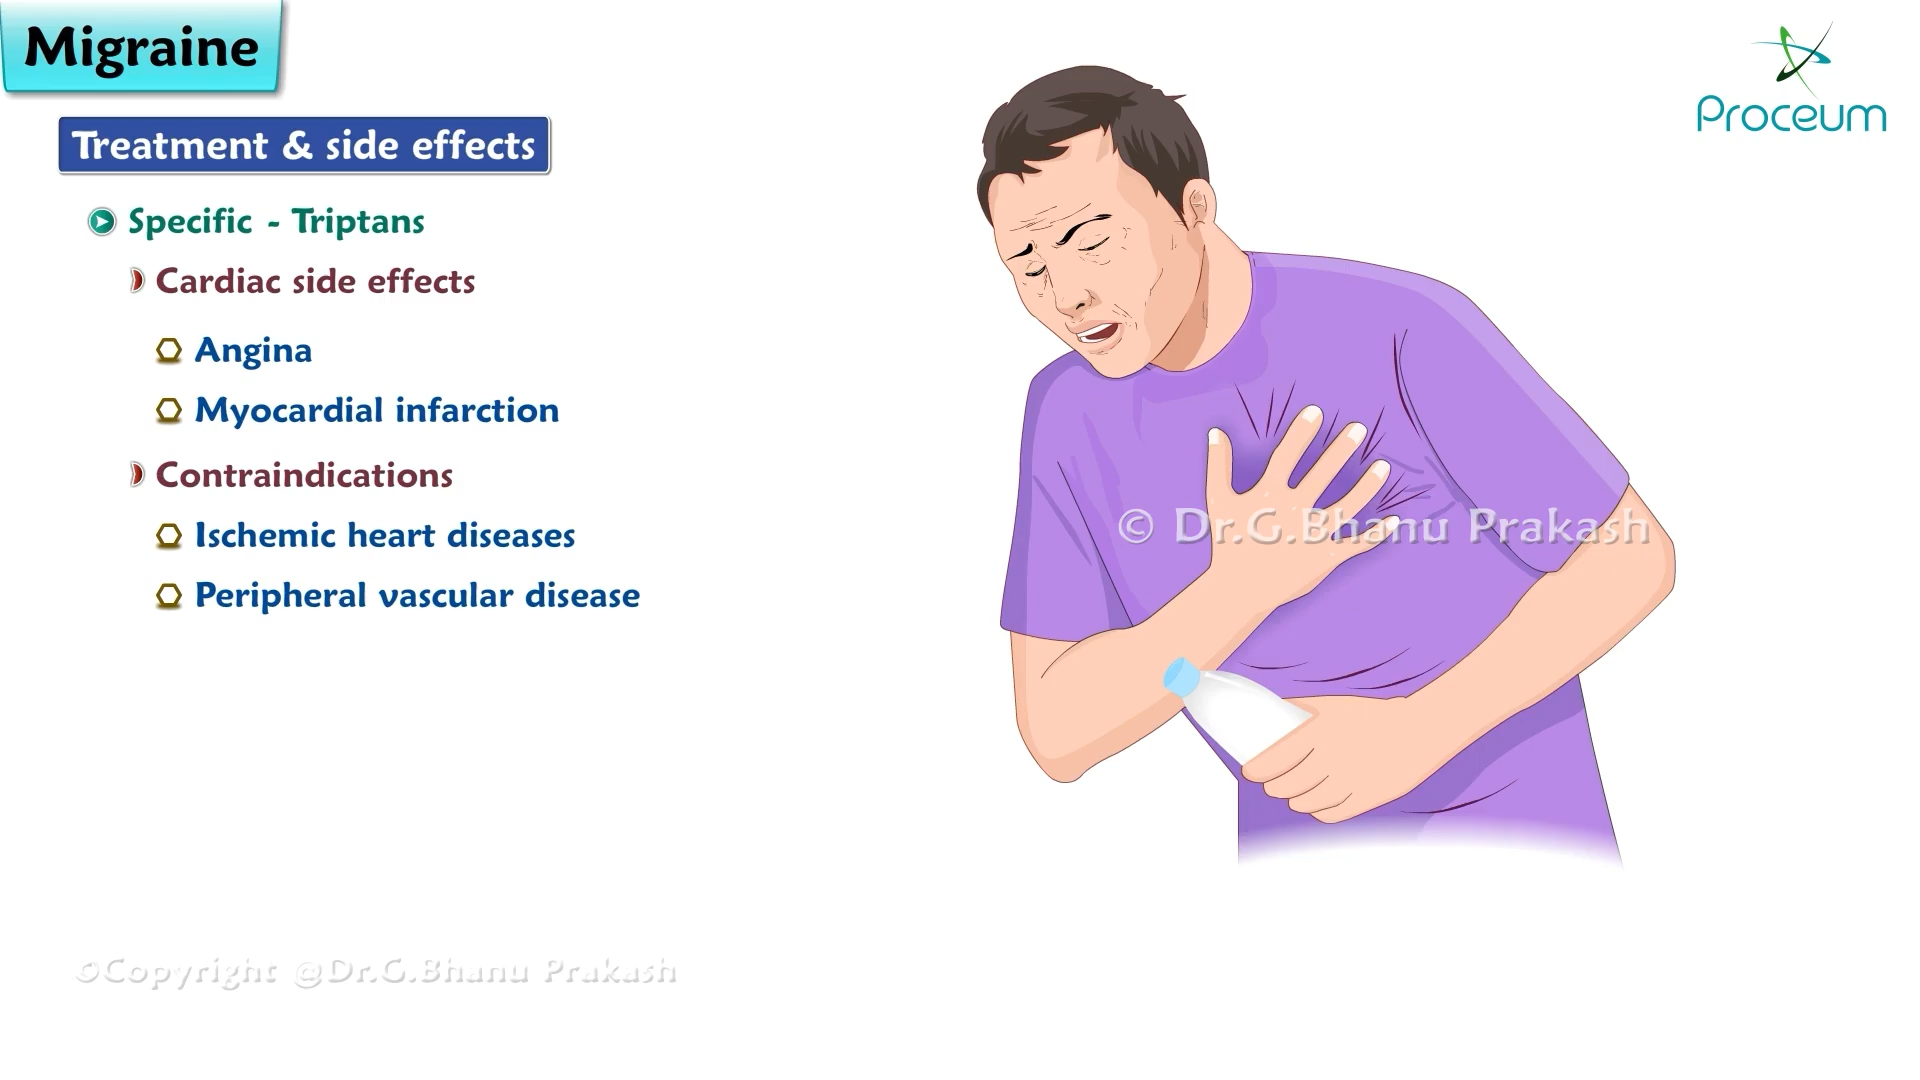 Migraine
Proceum
Treatment & side effects
Specific - Triptans
Cardiac side effects
Angina
Myocardial infarction
Contraindications
Ischemic heart diseases
Peripheral vascular disease
© Dr.G.Bhanu Prakash
©Copyright @Dr.G.Bhanu Prakash